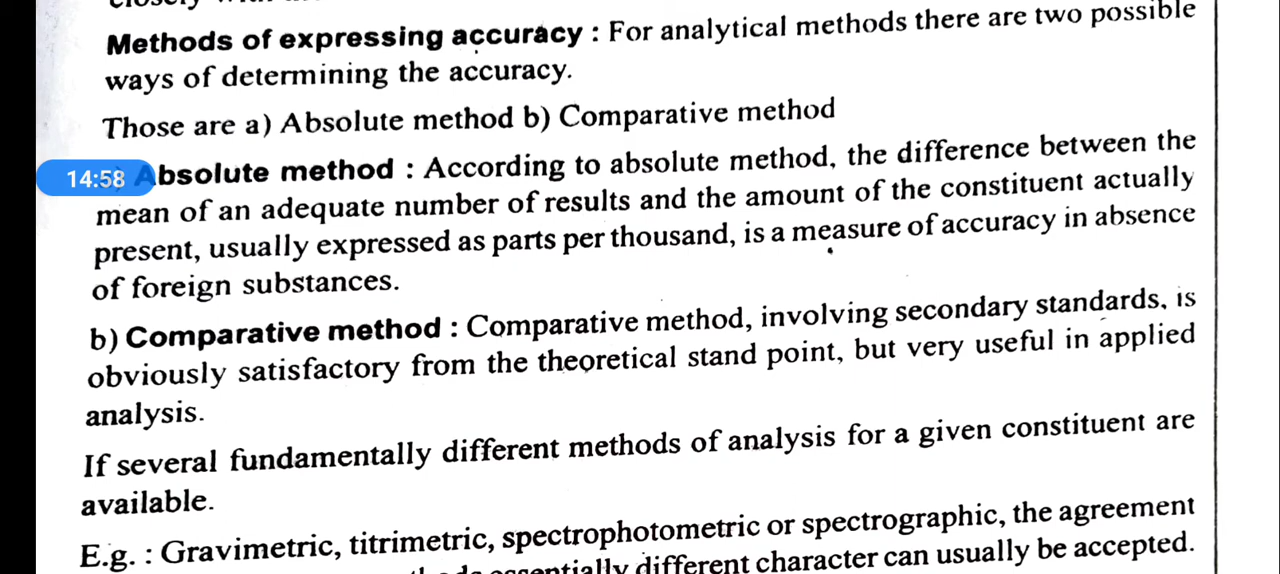 Methods of expressing accuracy : For analytical methods there are two possible
ways of determining the accuracy.
Those are a) Absolute method b) Comparative method
14:58 Absolute method : According to absolute method, the difference between the
mean of an adequate number of results and the amount of the constituent actually
present, usually expressed as parts per thousand, is a measure of accuracy in absence
of foreign substances.
b) Comparative method : Comparative method, involving secondary standards, is
obviously satisfactory from the theoretical stand point, but very useful in applied
analysis.
If several fundamentally different methods of analysis for a given constituent are
available.
E.g. : Gravimetric, titrimetric, spectrophotometric or spectrographic, the agreement
essentially different character can usually be accepted.